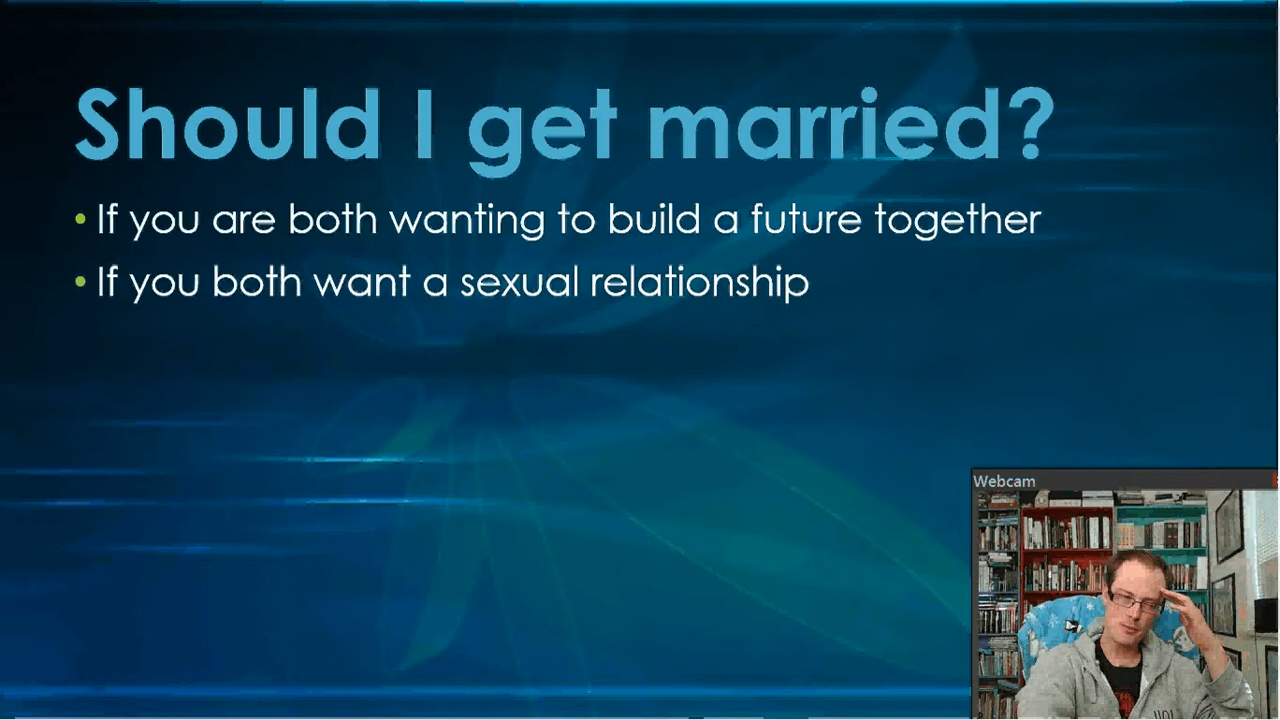 Should I get married?
• If you are both wanting to build a future together
• If you both want a sexual relationship
Webcam